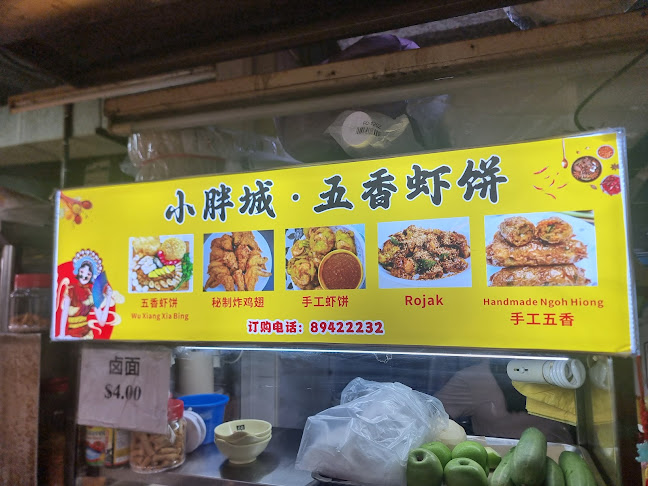 小胖城·五香虾饼
五香虾饼
Wu Xiang Xia Bing
秘制炸鸡翅
手工虾饼
Rojak
Handmade Ngoh Hiong
手工五香
订购电话：89422232
卤面
$4.00